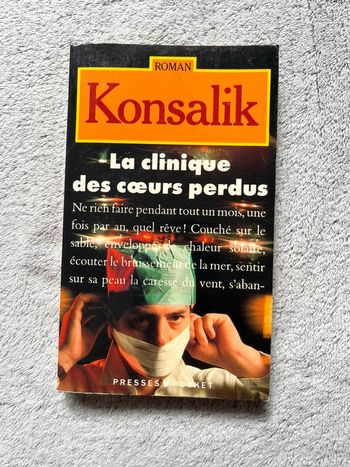 ROMAN
Konsalik
La clinique
des cœurs perdus
Ne rien faire pendant tout un mois, une
fois par an, quel rêve ! Couché sur le
sable, enveloppé de chaleur solaire,
écouter le bruissement de la mer, sentir
sur sa peau la caresse du vent, s'aban-
PRESSES POCKET